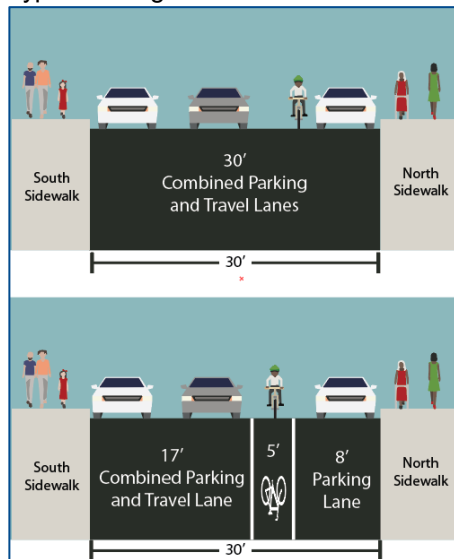 30'
Combined Parking
and Travel Lanes
South
Sidewalk
North
Sidewalk
30'
17'
Combined Parking
and Travel Lane
5'
8'
Parking
Lane
South
Sidewalk
North
Sidewalk
30'